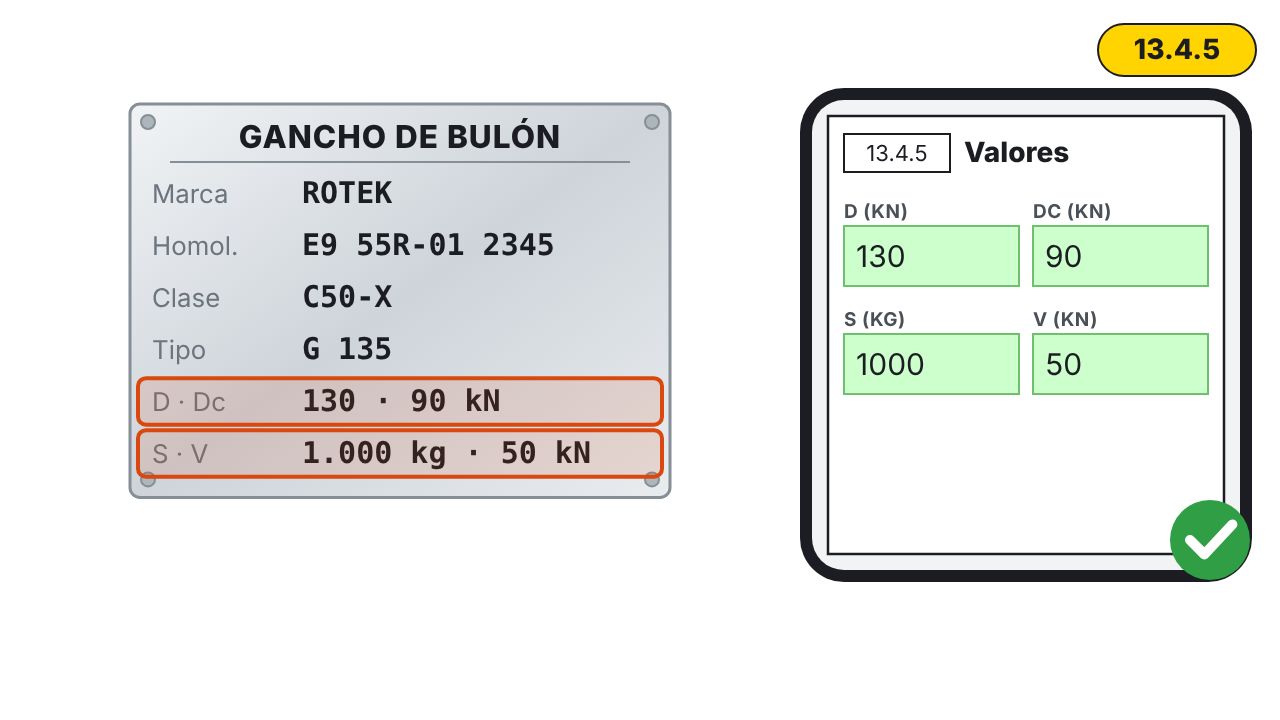 13.4.5
GANCHO DE BULÓN
Marca ROTEK
Homol. E9 55R-01 2345
Clase C50-X
Tipo G 135
D · Dc 130 · 90 kN
S · V 1.000 kg · 50 kN
13.4.5 Valores
D (KN) DC (KN)
130 90
S (KG) V (KN)
1000 50